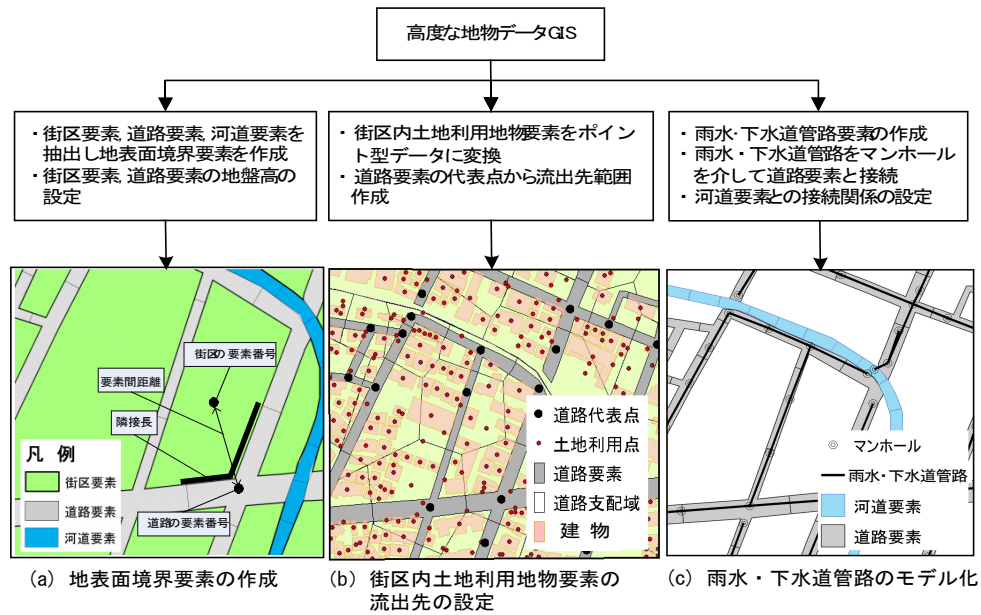 高度な地物データGIS
・街区要素, 道路要素, 河道要素を
抽出し地表面境界要素を作成
・街区要素, 道路要素の地盤高の
設定
・街区内土地利用地物要素をポイ
ント型データに変換
・道路要素の代表点から流出先範囲
作成
・雨水・下水道管路要素の作成
・雨水・下水道管路をマンホール
を介して道路要素と接続
・河道要素との接続関係の設定
街区の要素番号
要素間距離
隣接長
凡 例
街区要素
道路要素
河道要素
道路の要素番号
道路代表点
土地利用点
道路要素
道路支配域
建 物
マンホール
雨水・下水道管路
河道要素
道路要素
(a) 地表面境界要素の作成
(b) 街区内土地利用地物要素の
流出先の設定
(c) 雨水・下水道管路のモデル化